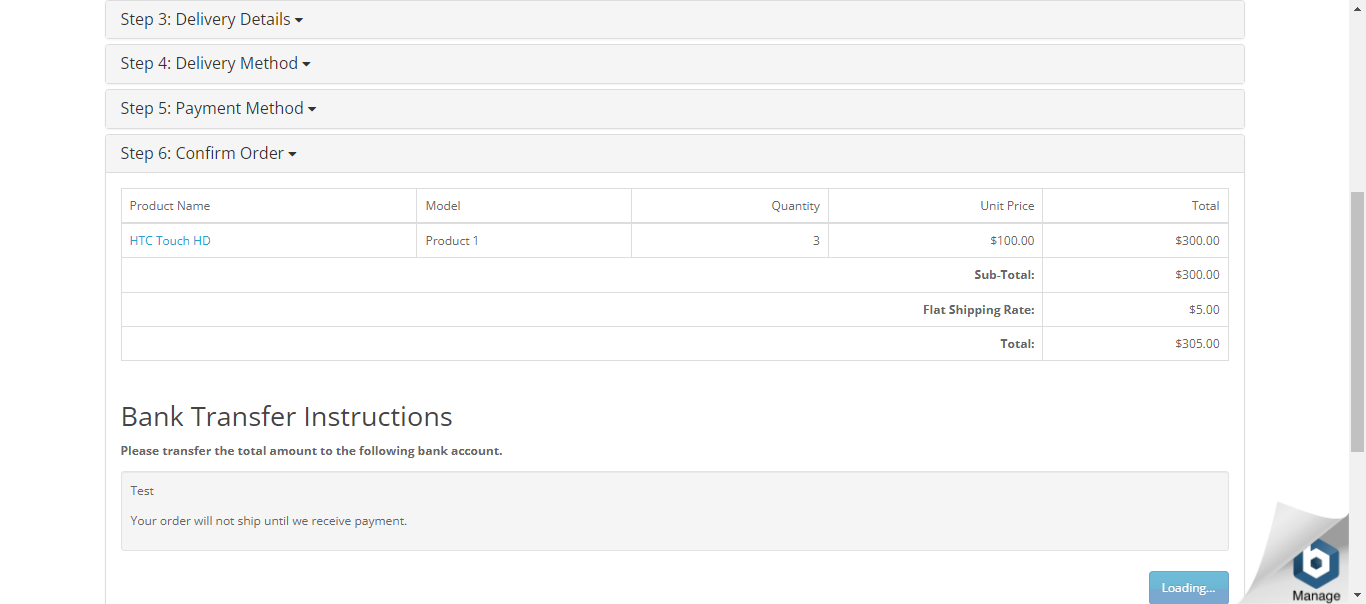 Step 3: Delivery Details
Step 4: Delivery Method
Step 5: Payment Method
Step 6: Confirm Order
Product Name Model Quantity Unit Price Total
HTC Touch HD Product 1 3 $100.00 $300.00
Sub-Total: $300.00
Flat Shipping Rate: $5.00
Total: $305.00
Bank Transfer Instructions
Please transfer the total amount to the following bank account.
Test
Your order will not ship until we receive payment.
Loading...
Manage